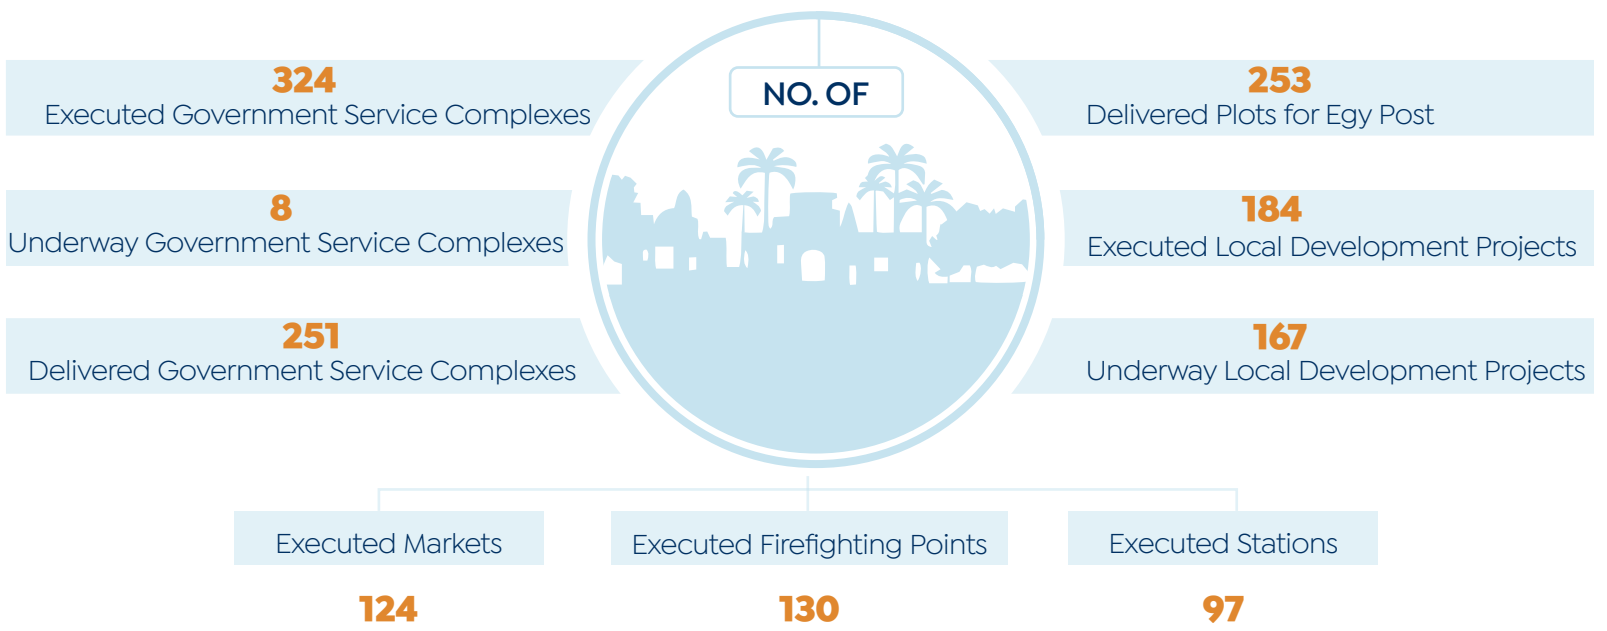 NO. OF
324
Executed Government Service Complexes
8
Underway Government Service Complexes
251
Delivered Government Service Complexes
253
Delivered Plots for Egy Post
184
Executed Local Development Projects
167
Underway Local Development Projects
Executed Markets
124
Executed Firefighting Points
130
Executed Stations
97